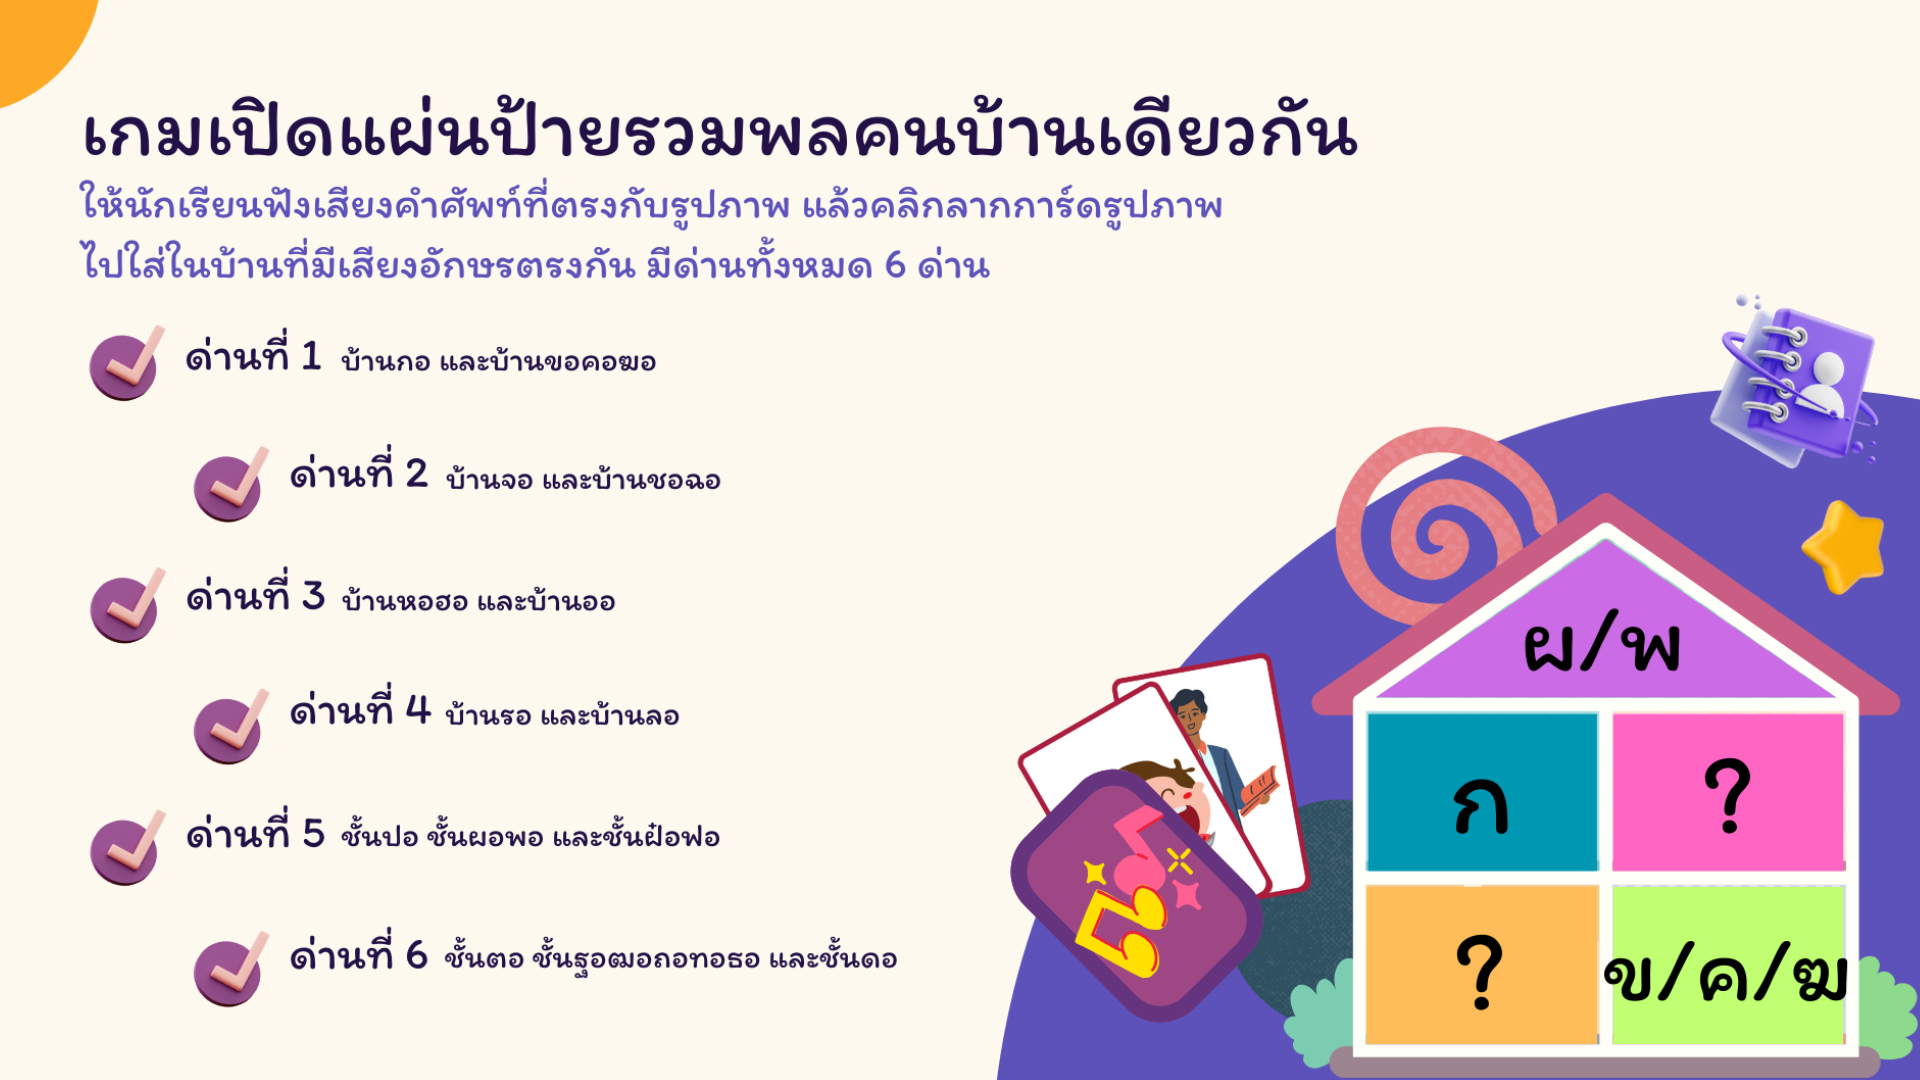 เกมเปิดแผ่นป้ายรวมพลคนบ้านเดียวกัน
ให้นักเรียนฟังเสียงคำศัพท์ที่ตรงกับรูปภาพ แล้วคลิกลากการ์ดรูปภาพ
ไปใส่ในบ้านที่มีเสียงอักษรตรงกัน มีด่านทั้งหมด 6 ด่าน
ด่านที่ 1 บ้านกอ และบ้านขอคอฆอ
ด่านที่ 2 บ้านจอ และบ้านชอฉอ
ด่านที่ 3 บ้านหอฮอ และบ้านออ
ด่านที่ 4 บ้านรอ และบ้านลอ
ด่านที่ 5 ชั้นปอ ชั้นผอพอ และชั้นฝอฟอ
ด่านที่ 6 ชั้นตอ ชั้นฐอฒอถอทอธอ และชั้นดอ
ผ/พ
ก
?
?
ข/ค/ฆ